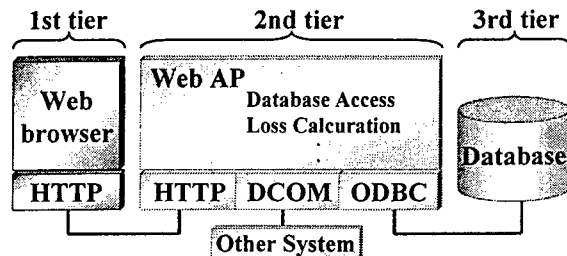 1st tier 2nd tier 3rd tier
Web browser
Web AP
Database Access
Loss Calcuration
Database
HTTP HTTP DCOM ODBC
Other System